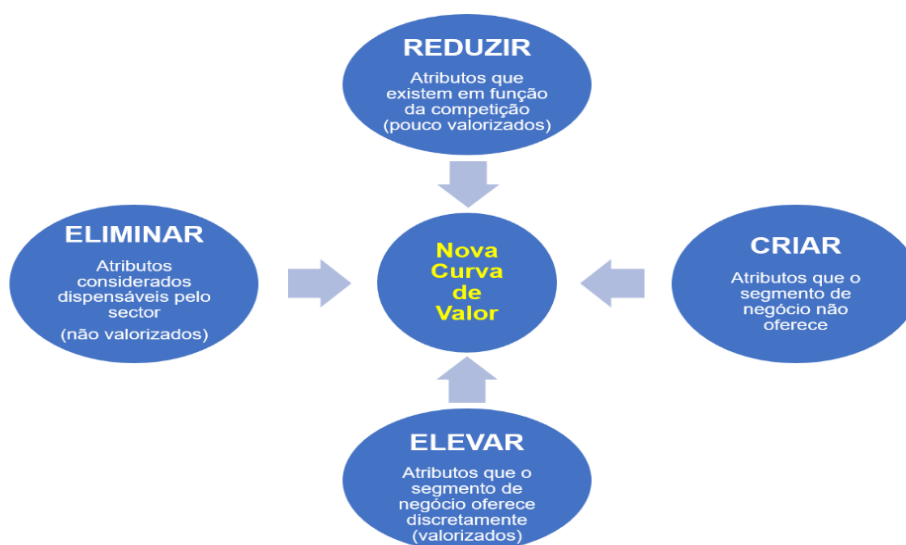 REDUZIR
Atributos que
existem em função
da competição
(pouco valorizados)
ELIMINAR
Atributos
considerados
dispensáveis pelo
sector
(não valorizados)
Nova
Curva
de
Valor
CRIAR
Atributos que o
segmento de
negócio não
oferece
ELEVAR
Atributos que o
segmento de
negócio oferece
discretamente
(valorizados)